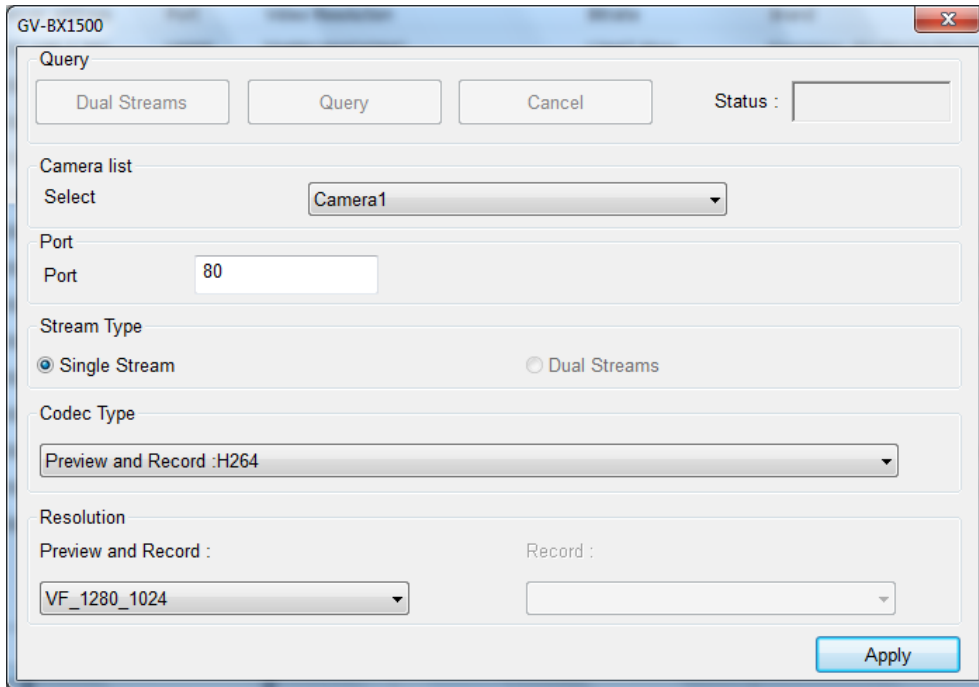 GV-BX1500
Query
Dual Streams Query Cancel Status :
Camera list
Select Camera1
Port
Port 80
Stream Type
Single Stream Dual Streams
Codec Type
Preview and Record :H264
Resolution
Preview and Record : Record :
VF_1280_1024
Apply